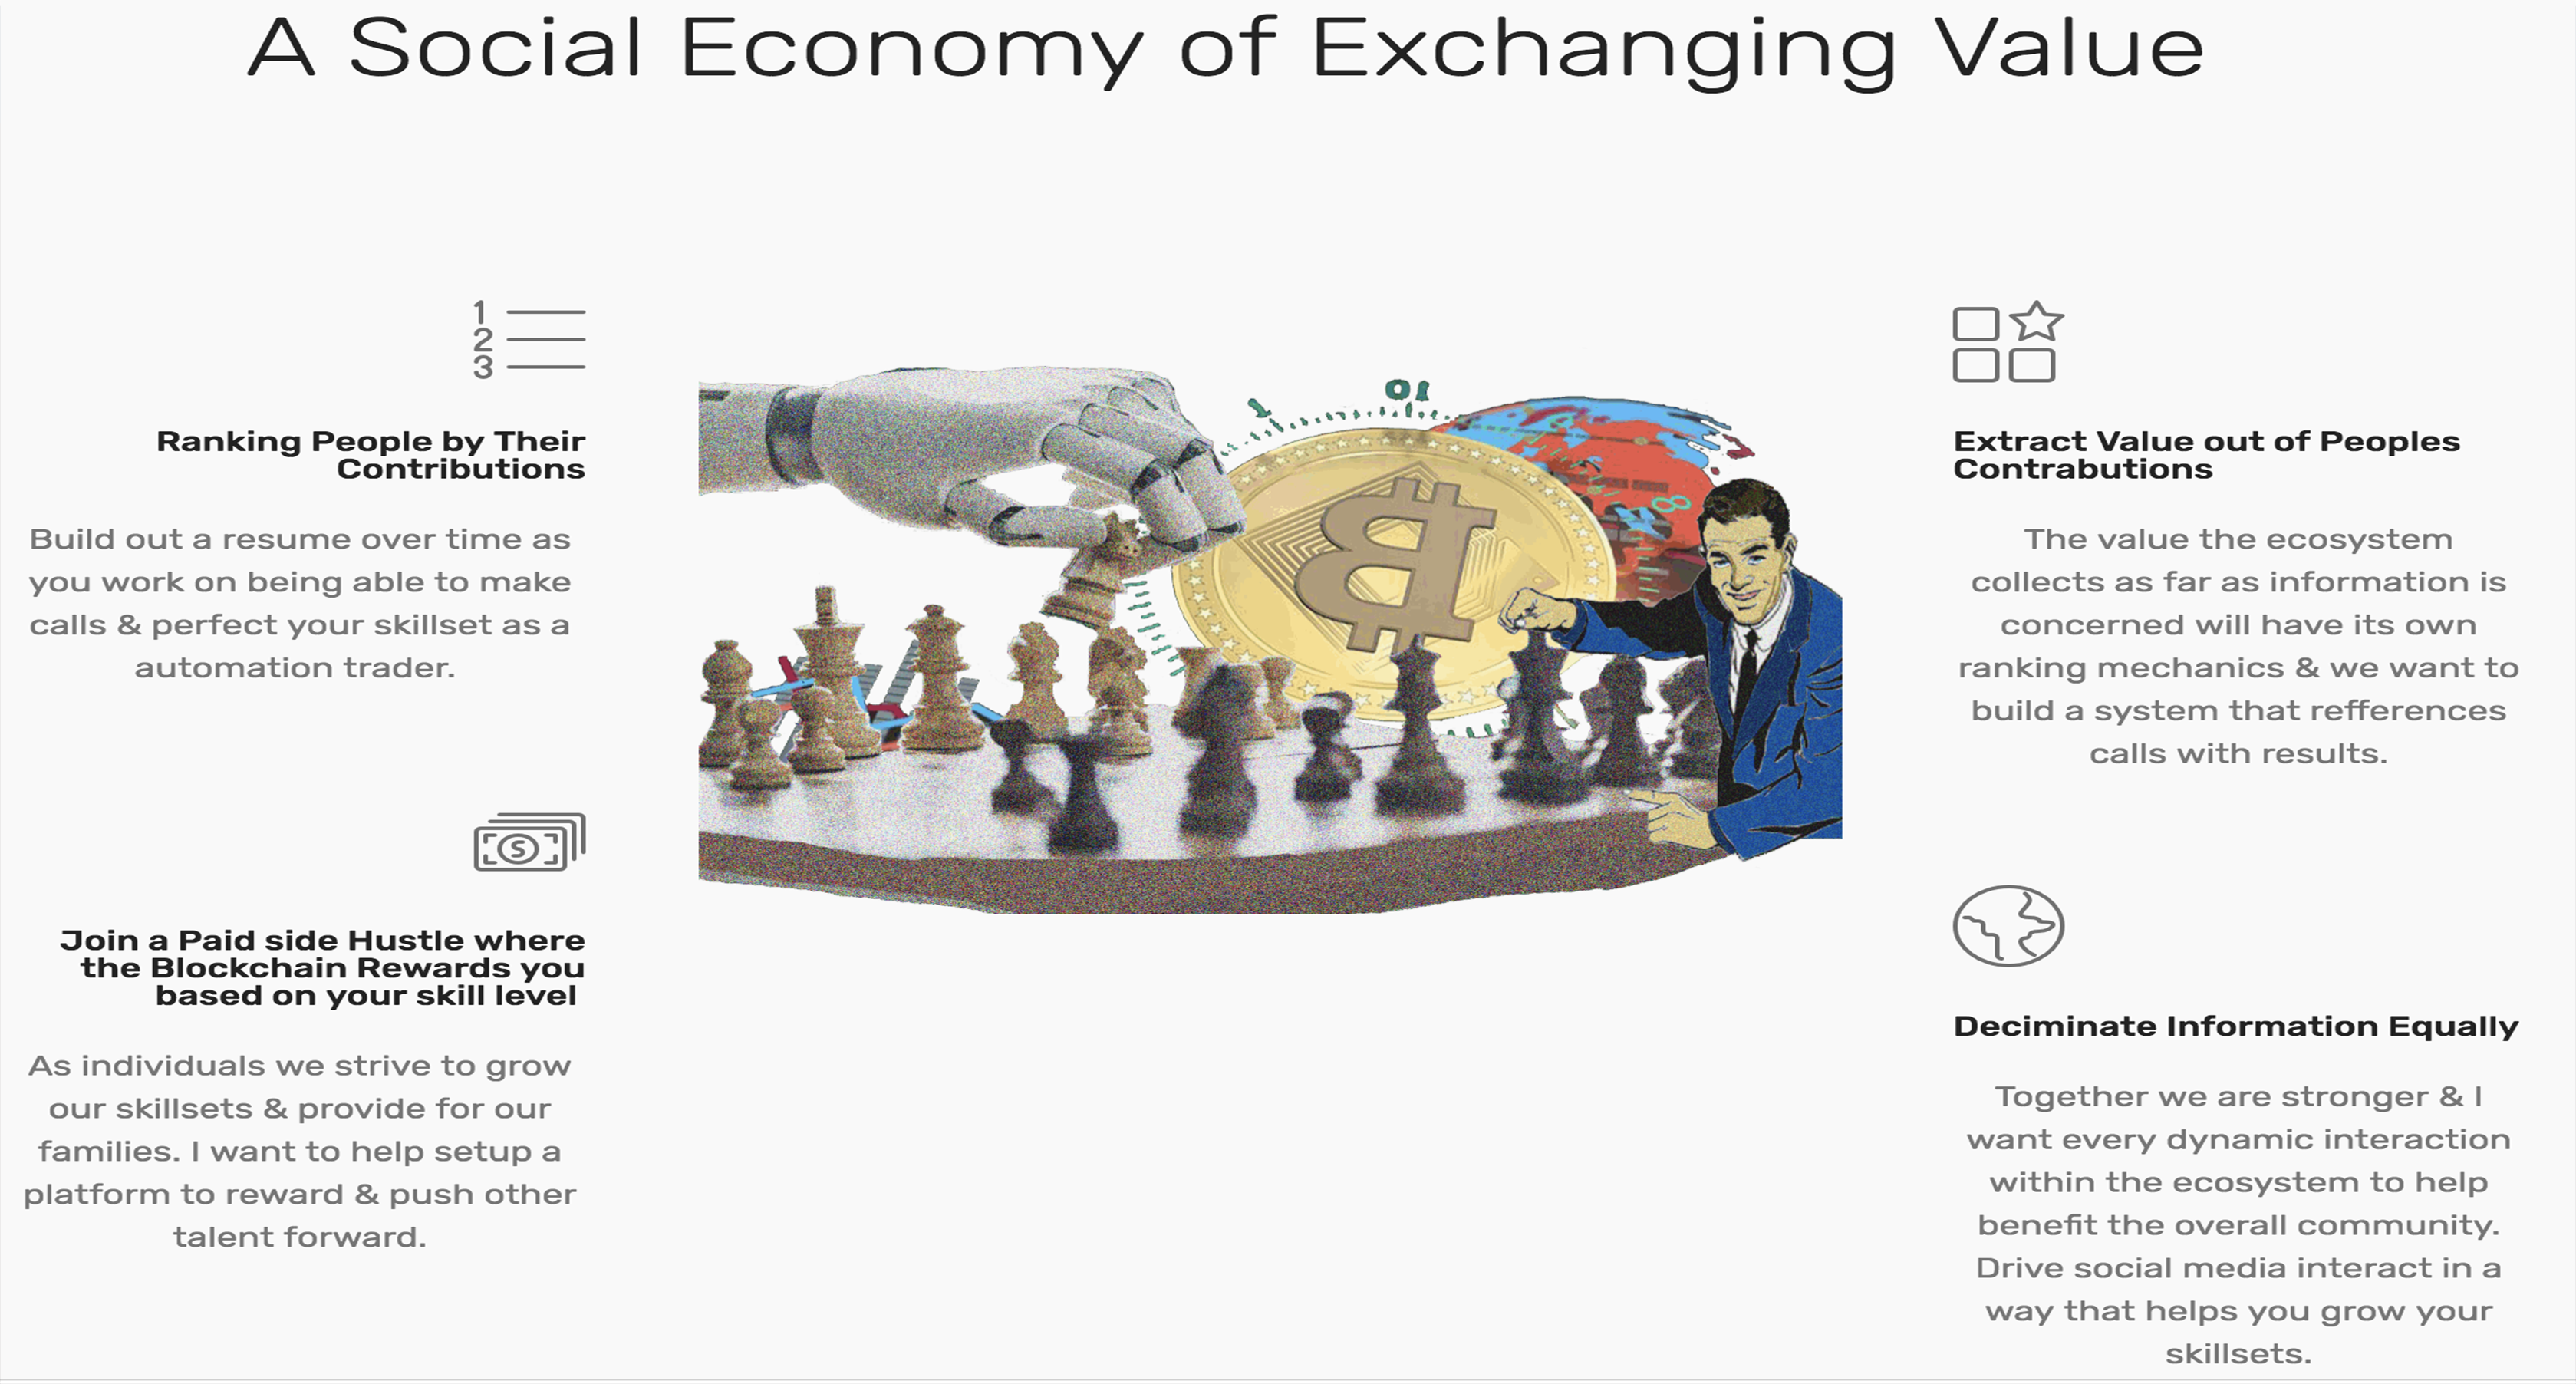 A Social Economy of Exchanging Value
1
2
3
Ranking People by Their
Contributions
Build out a resume over time as
you work on being able to make
calls & perfect your skillset as a
automation trader.
$
Join a Paid side Hustle where
the Blockchain Rewards you
based on your skill level
As individuals we strive to grow
our skillsets & provide for our
families. I want to help setup a
platform to reward & push other
talent forward.
1
10
8
B
Extract Value out of Peoples
Contrabutions
The value the ecosystem
collects as far as information is
concerned will have its own
ranking mechanics & we want to
build a system that refferences
calls with results.
Deciminate Information Equally
Together we are stronger & I
want every dynamic interaction
within the ecosystem to help
benefit the overall community.
Drive social media interact in a
way that helps you grow your
skillsets.